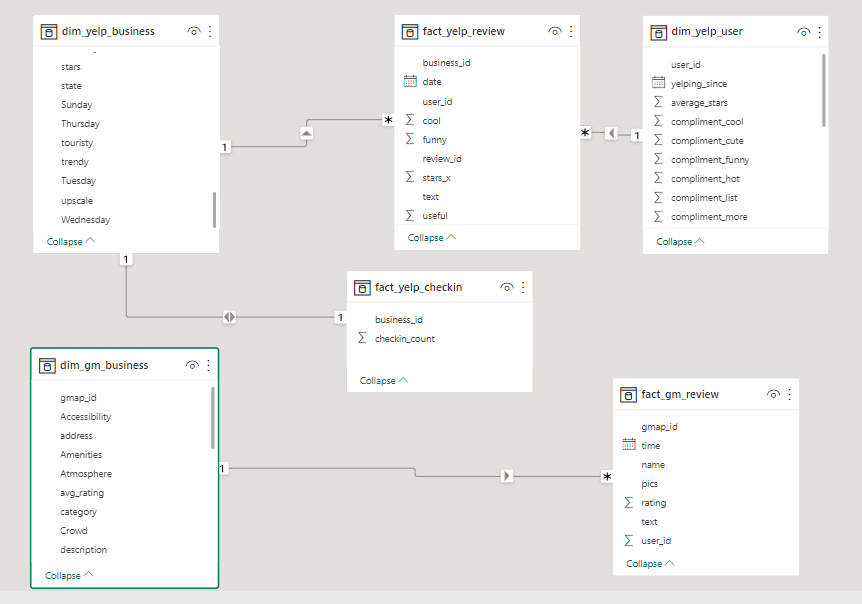 dim_yelp_business
stars
state
Sunday
Thursday
touristy
trendy
Tuesday
upscale
Wednesday
Collapse
1
1
fact_yelp_review
business_id
date
user_id
cool
funny
review_id
stars_x
text
useful
Collapse
*
*
1
dim_yelp_user
user_id
yelping_since
average_stars
compliment_cool
compliment_cute
compliment_funny
compliment_hot
compliment_list
compliment_more
Collapse
1
fact_yelp_checkin
business_id
checkin_count
Collapse
dim_gm_business
gmap_id
Accessibility
address
Amenities
Atmosphere
avg_rating
category
Crowd
description
Collapse
1
*
fact_gm_review
gmap_id
time
name
pics
rating
text
user_id
Collapse